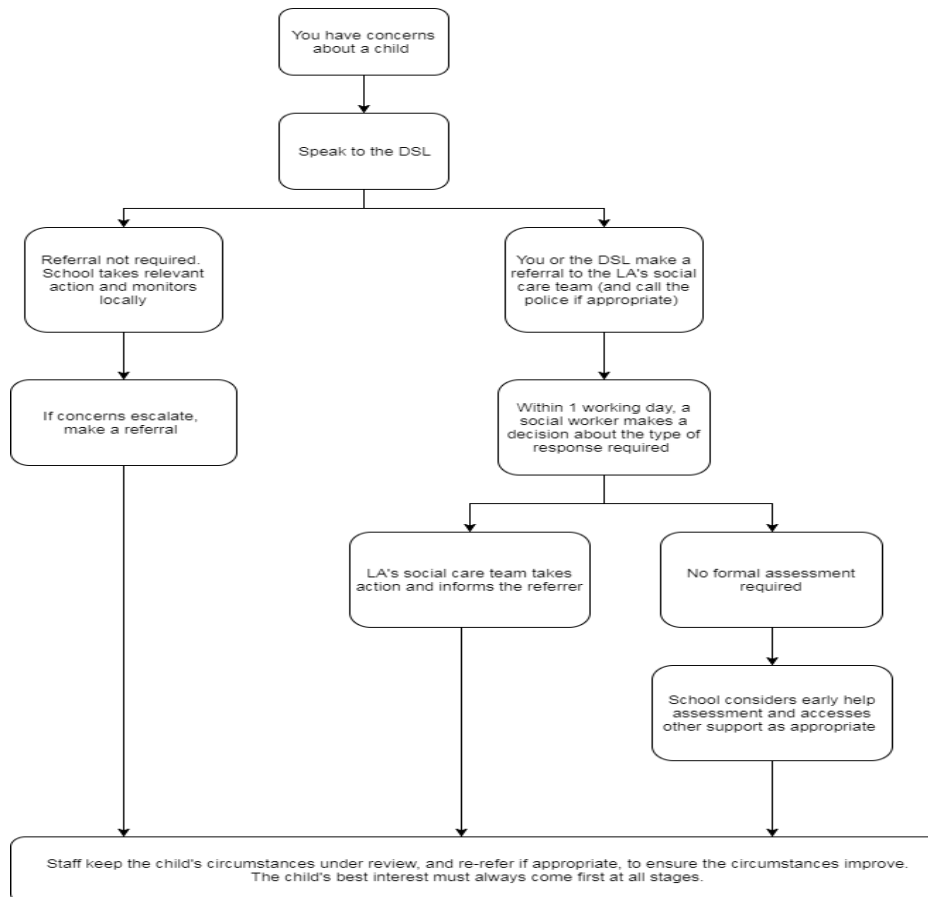 You have concerns
about a child
Speak to the DSL
Referral not required.
School takes relevant
action and monitors
locally
You or the DSL make a
referral to the LA's social
care team (and call the
police if appropriate)
If concerns escalate,
make a referral
Within 1 working day, a
social worker makes a
decision about the type of
response required
LA's social care team takes
action and informs the referrer
No formal assessment
required
School considers early help
assessment and accesses
other support as appropriate
Staff keep the child's circumstances under review, and re-refer if appropriate, to ensure the circumstances improve.
The child's best interest must always come first at all stages.